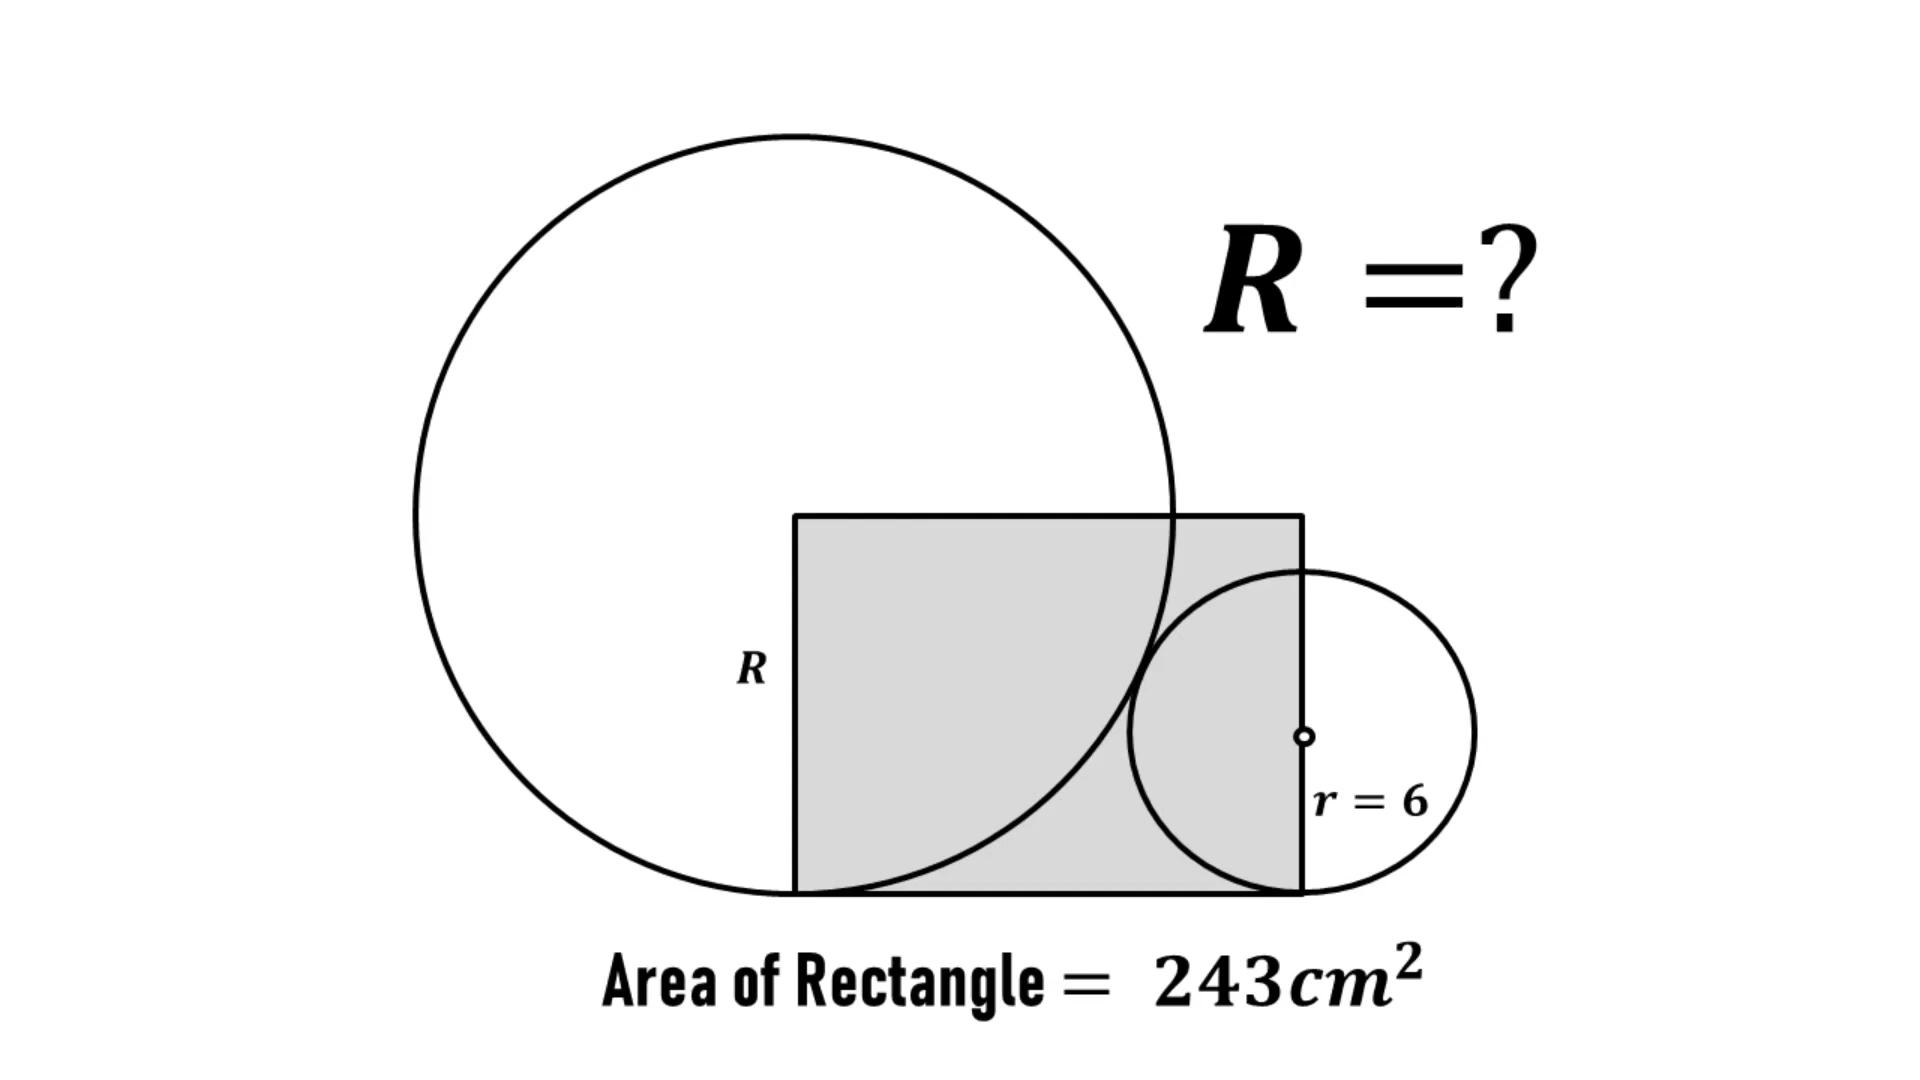 R =?
R
r = 6
Area of Rectangle = 243cm²